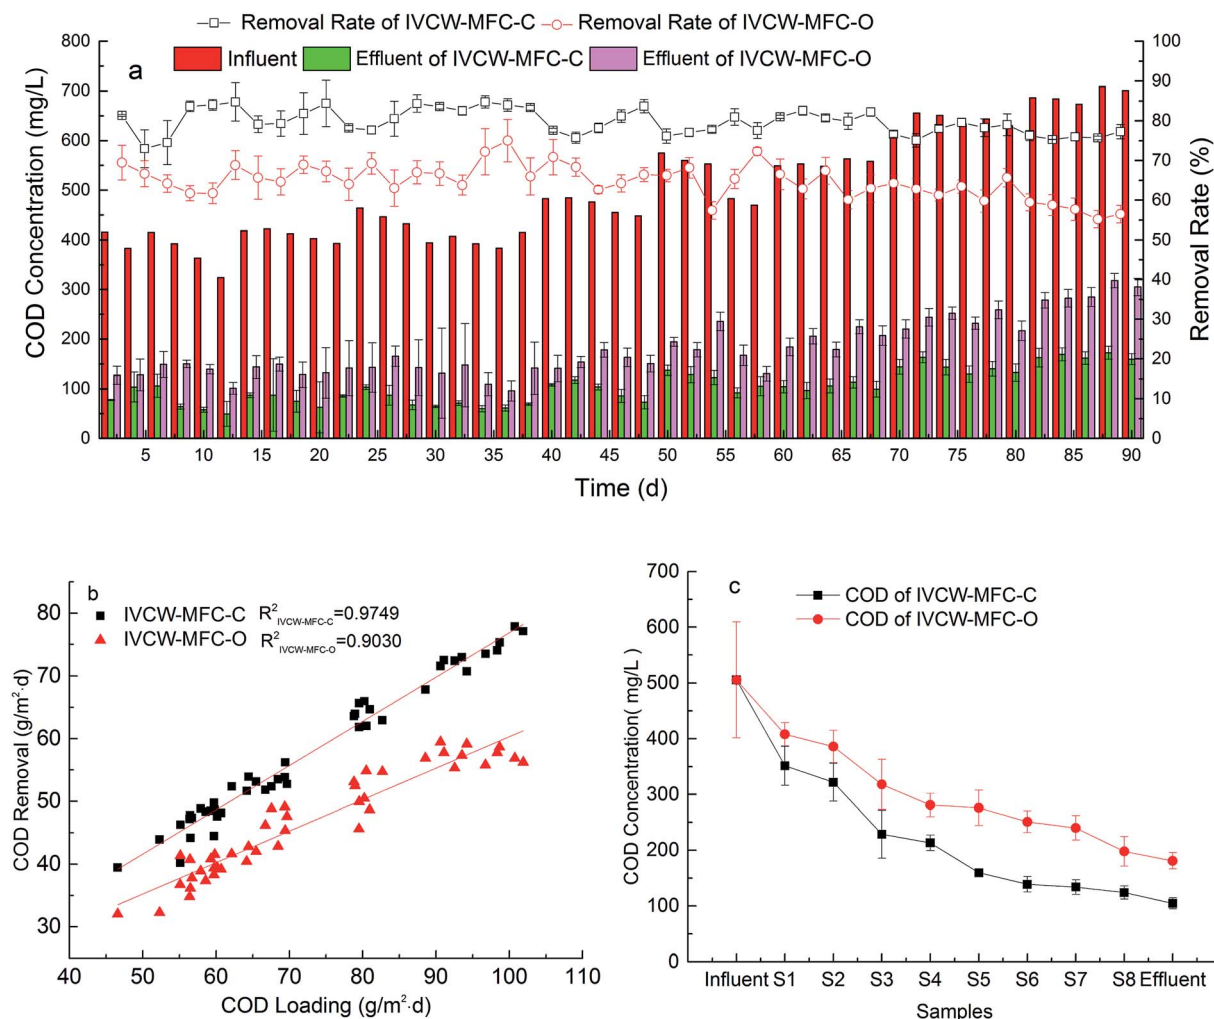 Removal Rate of IVCW-MFC-C Removal Rate of IVCW-MFC-O
Influent Effluent of IVCW-MFC-C Effluent of IVCW-MFC-O
a
COD Concentration (mg/L)
800
700
600
500
400
300
200
100
0
100
90
80
70
60
50
40
30
20
10
0
Removal Rate (%)
5 10 15 20 25 30 35 40 45 50 55 60 65 70 75 80 85 90
Time (d)
b
IVCW-MFC-C R²IVCW-MFC-C=0.9749
IVCW-MFC-O R²IVCW-MFC-O=0.9030
COD Removal (g/m²·d)
80
70
60
50
40
30
40 50 60 70 80 90 100 110
COD Loading (g/m²·d)
c
COD of IVCW-MFC-C
COD of IVCW-MFC-O
COD Concentration( mg/L )
700
600
500
400
300
200
100
0
Influent S1 S2 S3 S4 S5 S6 S7 S8 Effluent
Samples